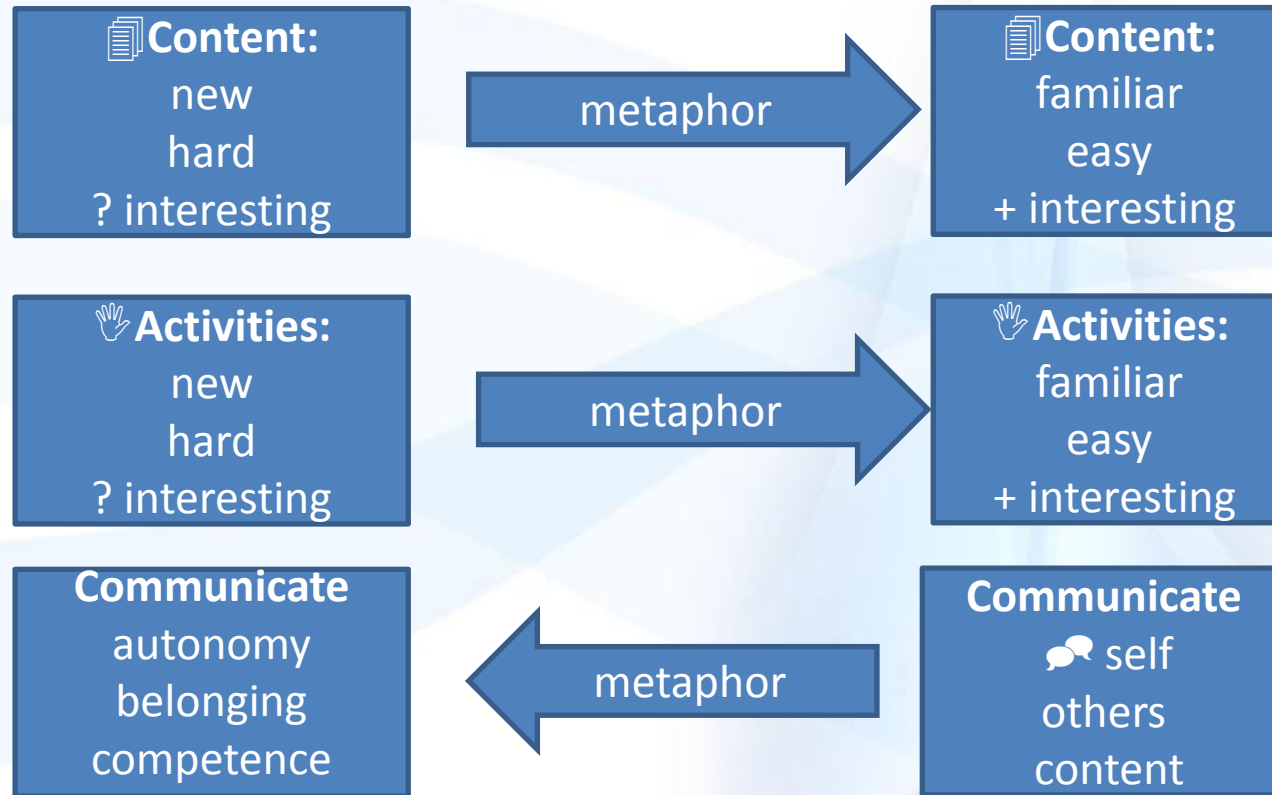 Content:
new
hard
? interesting
metaphor
Content:
familiar
easy
+ interesting
Activities:
new
hard
? interesting
metaphor
Activities:
familiar
easy
+ interesting
Communicate
autonomy
belonging
competence
metaphor
Communicate
self
others
content